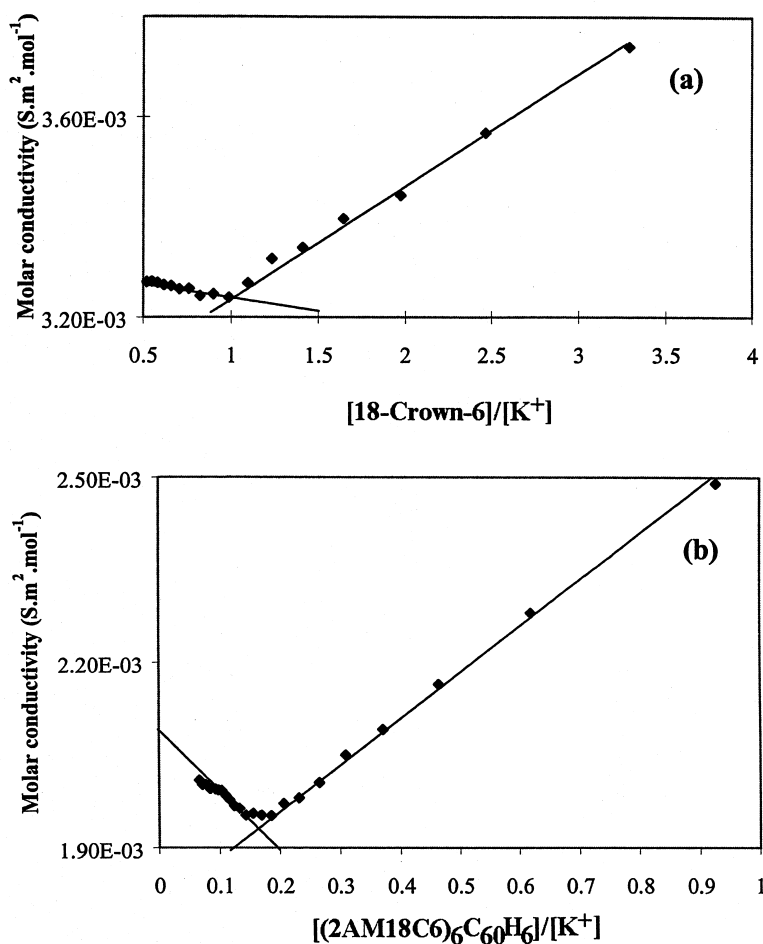 (a)
Molar conductivity (S.m².mol⁻¹)
3.60E-03
3.20E-03
0.5 1 1.5 2 2.5 3 3.5 4
[18-Crown-6]/[K⁺]
(b)
Molar conductivity (S.m².mol⁻¹)
2.50E-03
2.20E-03
1.90E-03
0 0.1 0.2 0.3 0.4 0.5 0.6 0.7 0.8 0.9 1
[(2AM18C6)₆C₆₀H₆]/[K⁺]